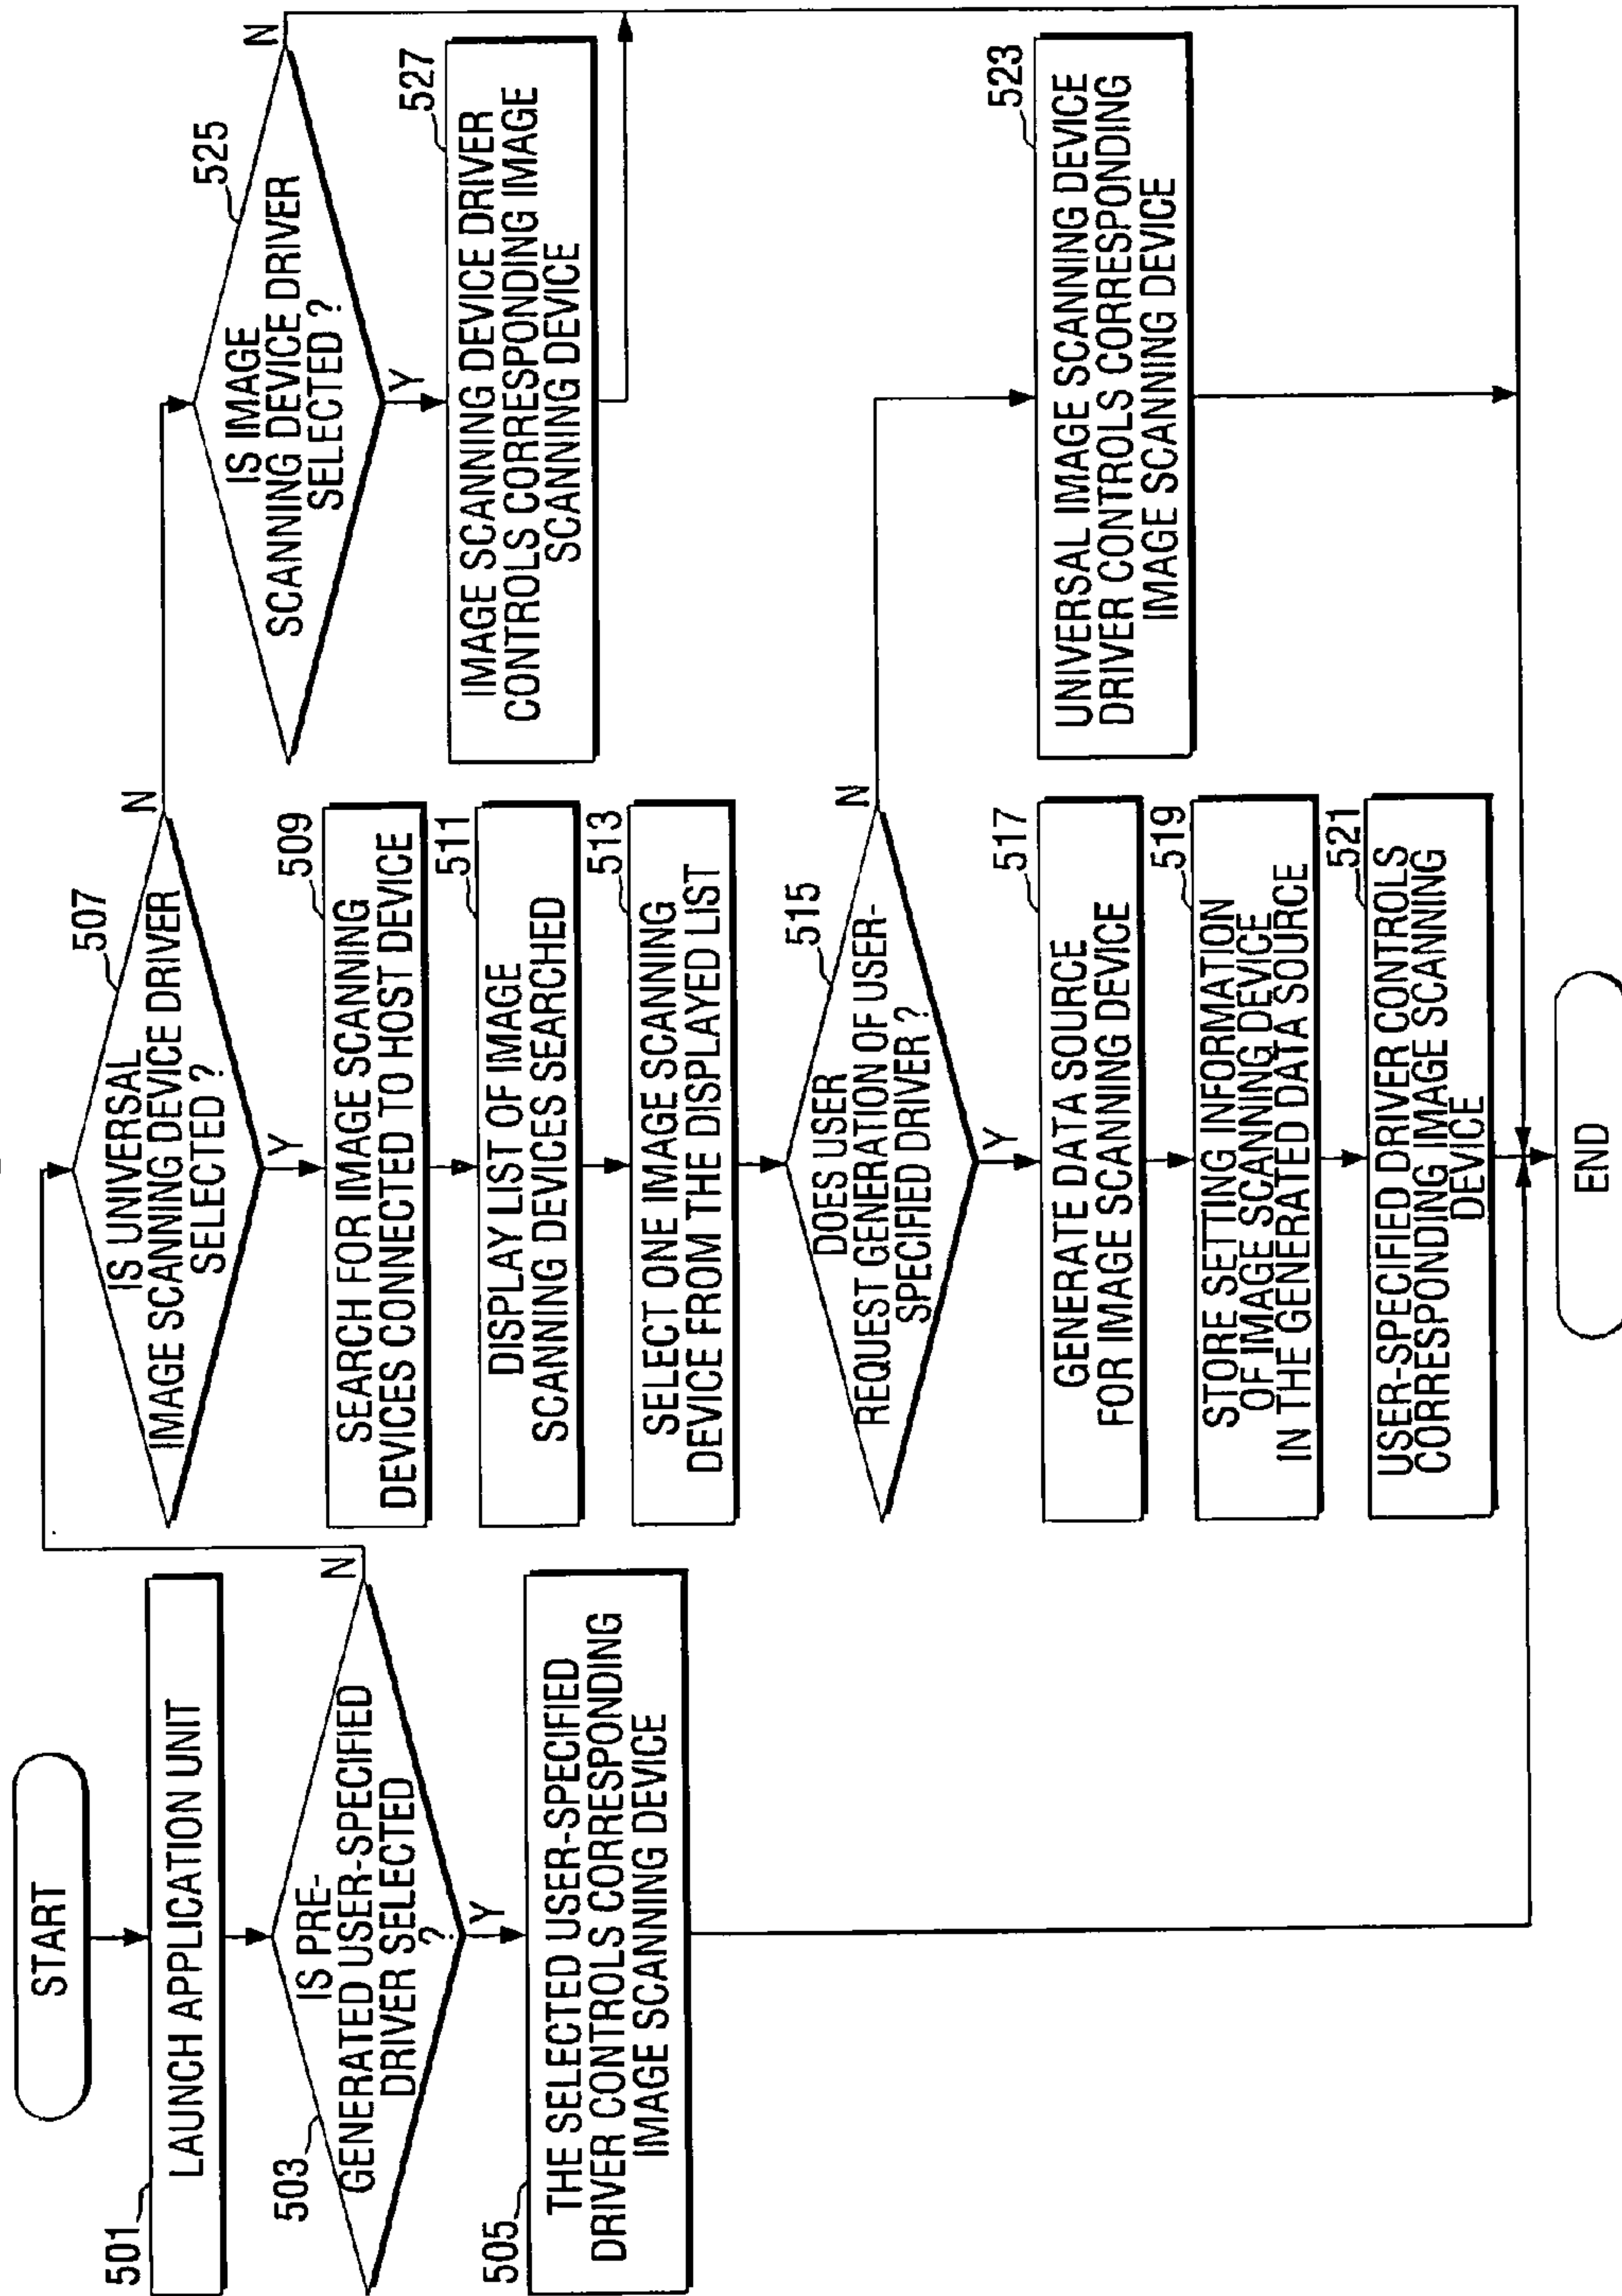 START
501
LAUNCH APPLICATION UNIT
503
IS PRE-
GENERATED USER-SPECIFIED
DRIVER SELECTED
?
N
Y
505
THE SELECTED USER-SPECIFIED
DRIVER CONTROLS CORRESPONDING
IMAGE SCANNING DEVICE
507
IS UNIVERSAL
IMAGE SCANNING DEVICE DRIVER
SELECTED ?
N
Y
509
SEARCH FOR IMAGE SCANNING
DEVICES CONNECTED TO HOST DEVICE
511
DISPLAY LIST OF IMAGE
SCANNING DEVICES SEARCHED
513
SELECT ONE IMAGE SCANNING
DEVICE FROM THE DISPLAYED LIST
515
DOES USER
REQUEST GENERATION OF USER-
SPECIFIED DRIVER ?
N
Y
517
GENERATE DATA SOURCE
FOR IMAGE SCANNING DEVICE
519
STORE SETTING INFORMATION
OF IMAGE SCANNING DEVICE
IN THE GENERATED DATA SOURCE
521
USER-SPECIFIED DRIVER CONTROLS
CORRESPONDING IMAGE SCANNING
DEVICE
525
IS IMAGE
SCANNING DEVICE DRIVER
SELECTED ?
N
Y
527
IMAGE SCANNING DEVICE DRIVER
CONTROLS CORRESPONDING IMAGE
SCANNING DEVICE
523
UNIVERSAL IMAGE SCANNING DEVICE
DRIVER CONTROLS CORRESPONDING
IMAGE SCANNING DEVICE
END